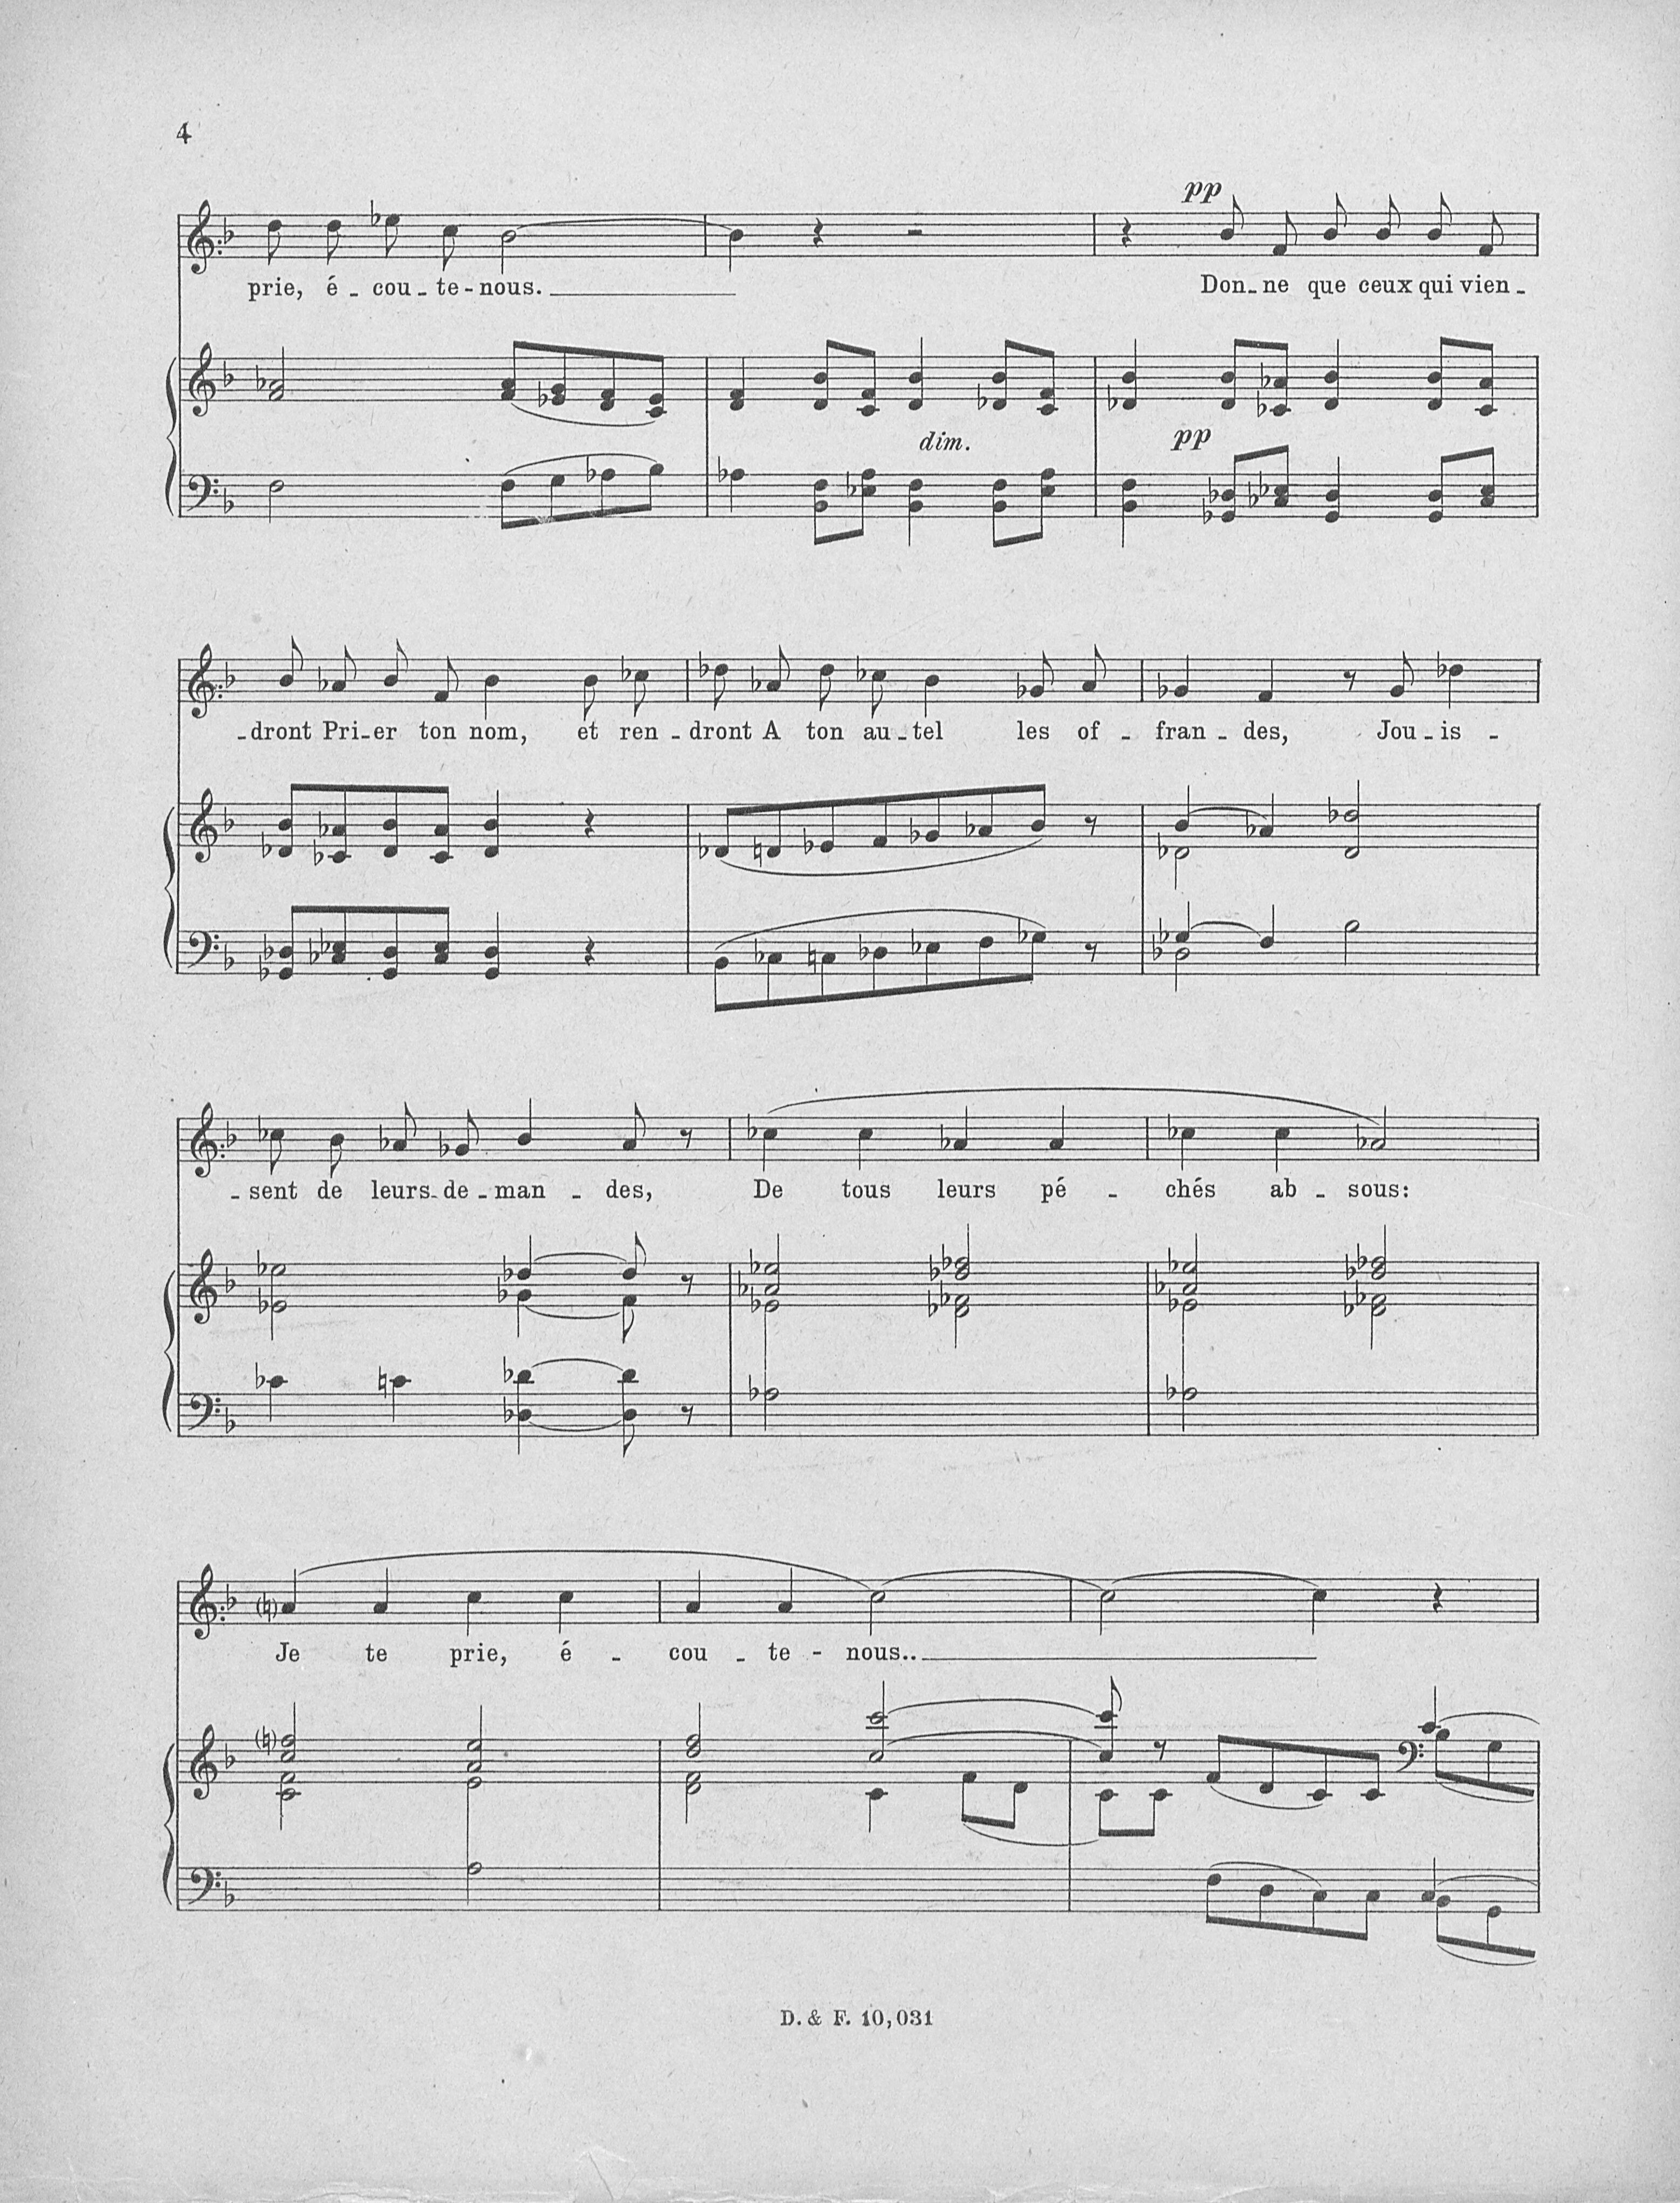 4
pp
prie, é - cou - te - nous.
Don - ne que ceux qui vien -
dim.
pp
- dront Pri - er ton nom, et ren - dront A ton au - tel les of - fran - des, Jou - is -
- sent de leurs - de - man - des, De tous leurs pé - chés ab - sous:
Je te prie, é - cou - te - nous..
D. & F. 10,031